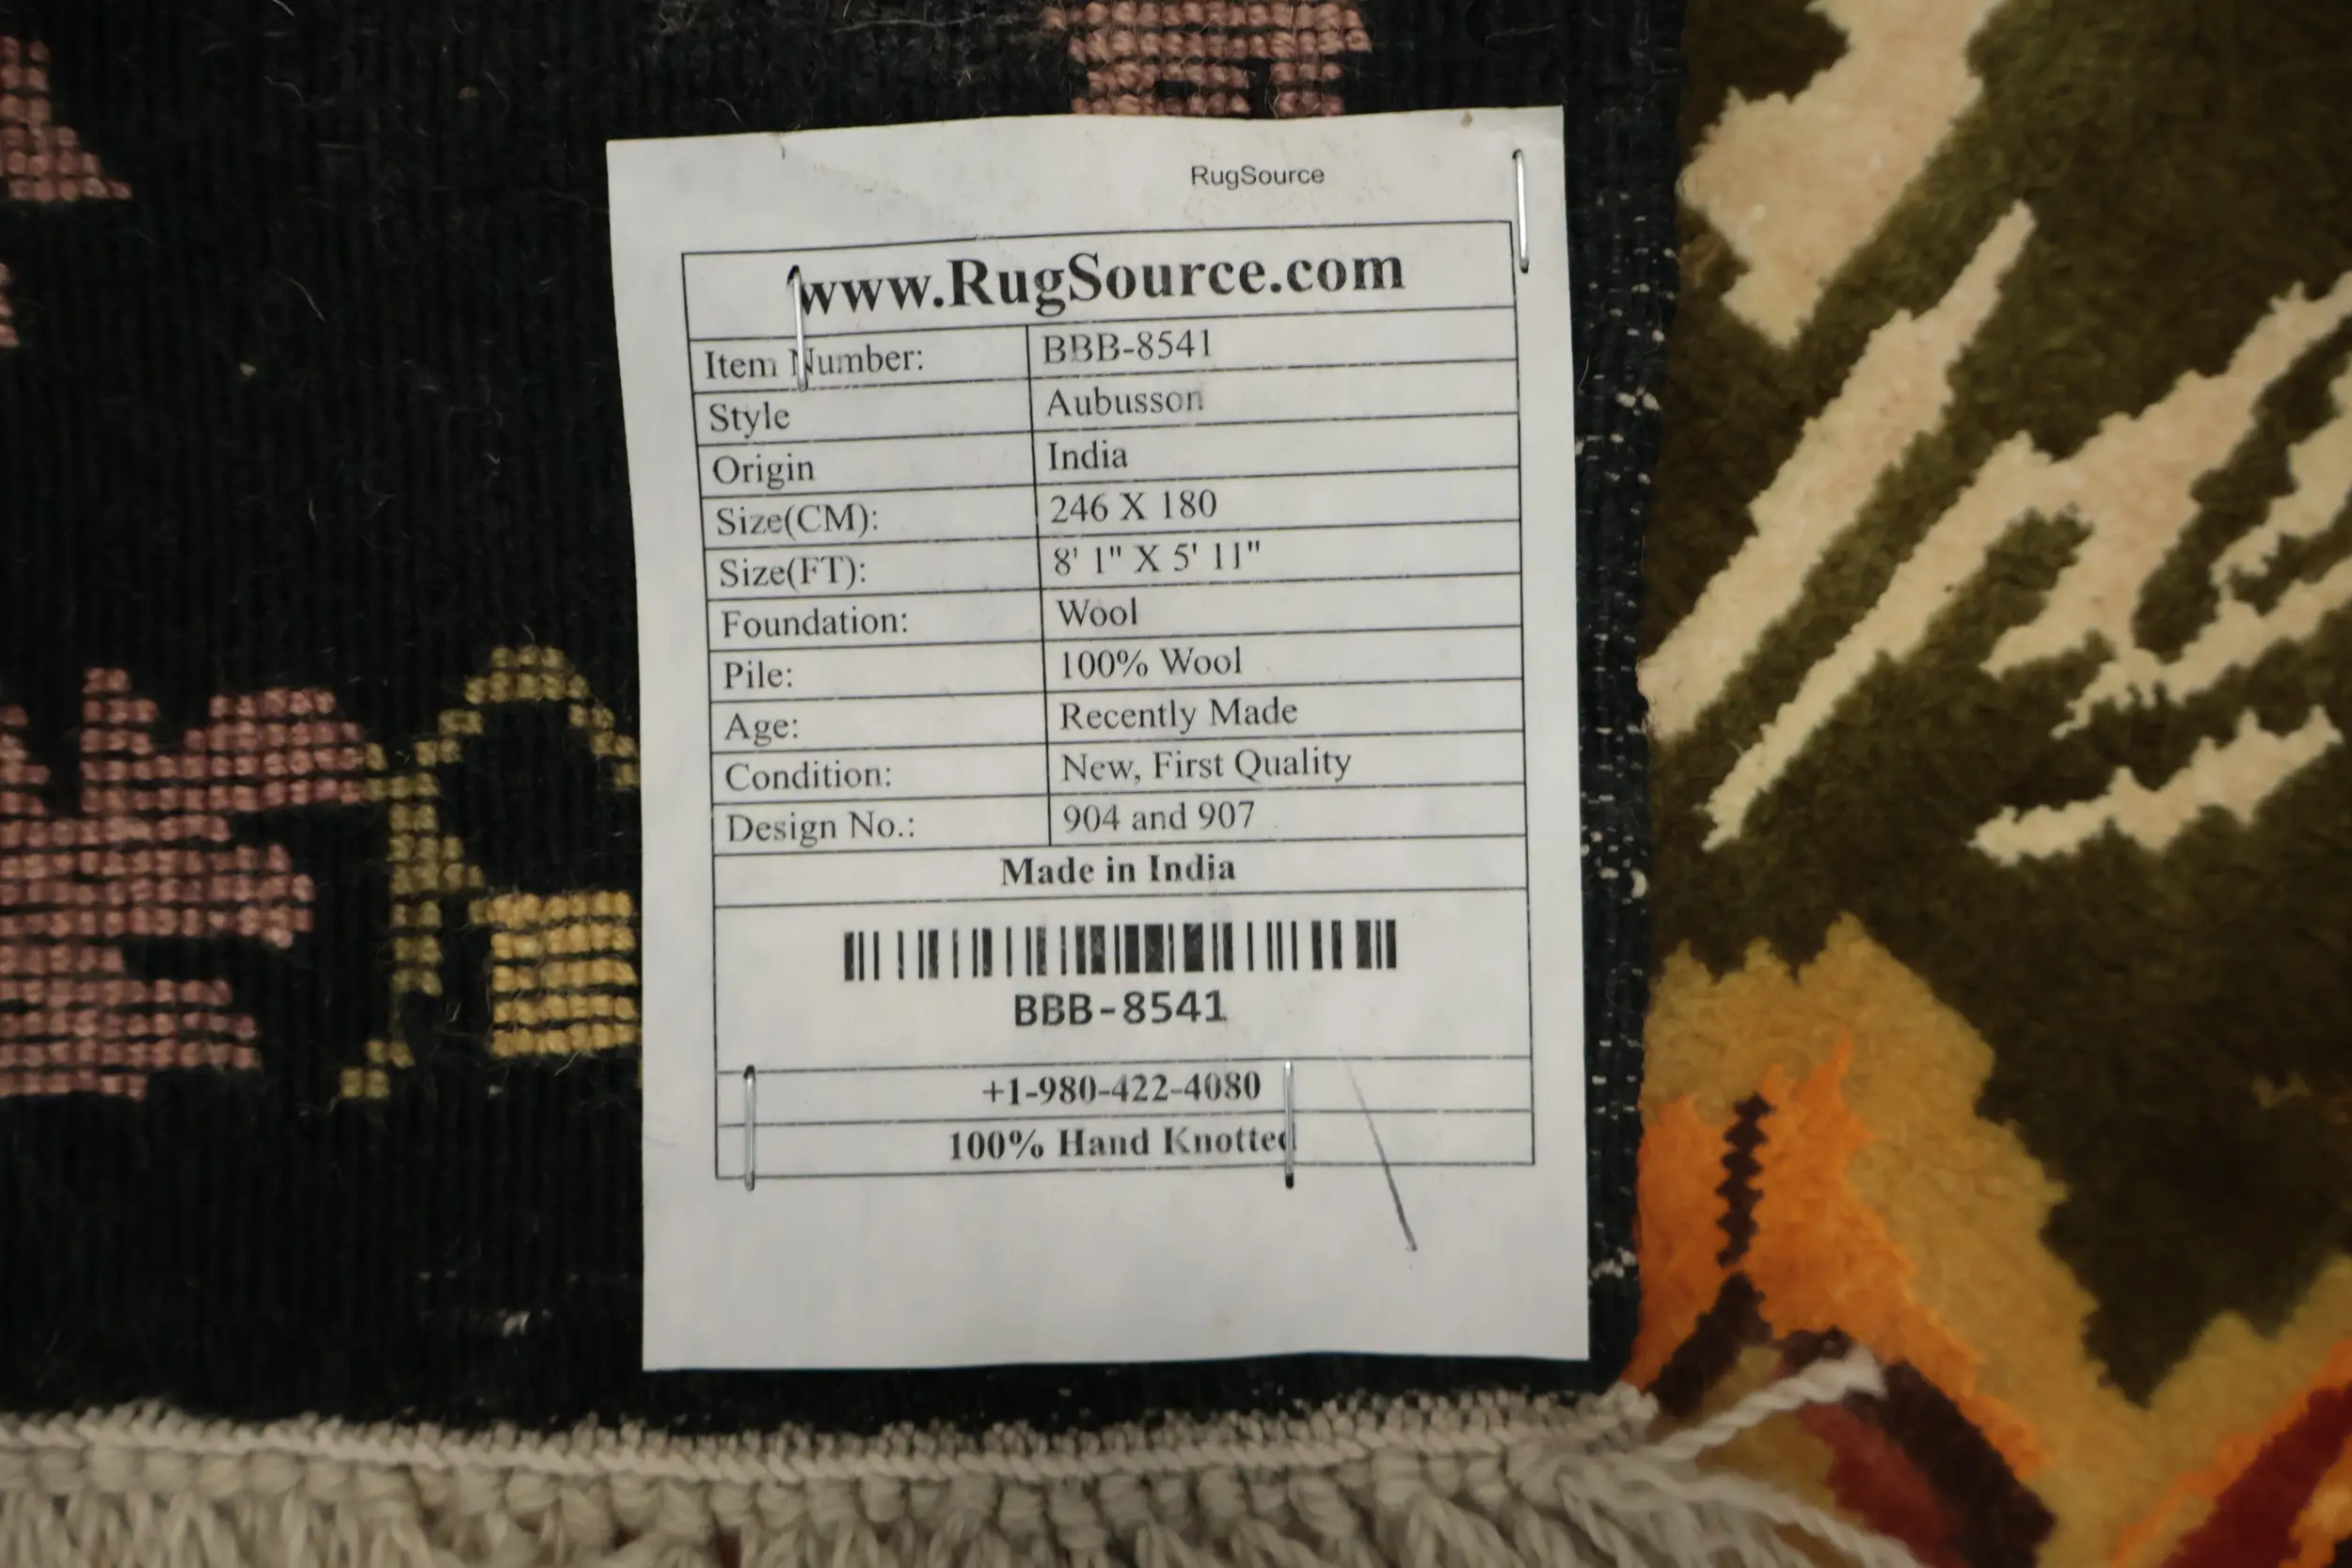 RugSource
www.RugSource.com
Item Number: BBB-8541
Style Aubusson
Origin India
Size(CM): 246 X 180
Size(FT): 8' 1" X 5' 11"
Foundation: Wool
Pile: 100% Wool
Age: Recently Made
Condition: New, First Quality
Design No.: 904 and 907
Made in India
BBB-8541
+1-980-422-4080
100% Hand Knotted